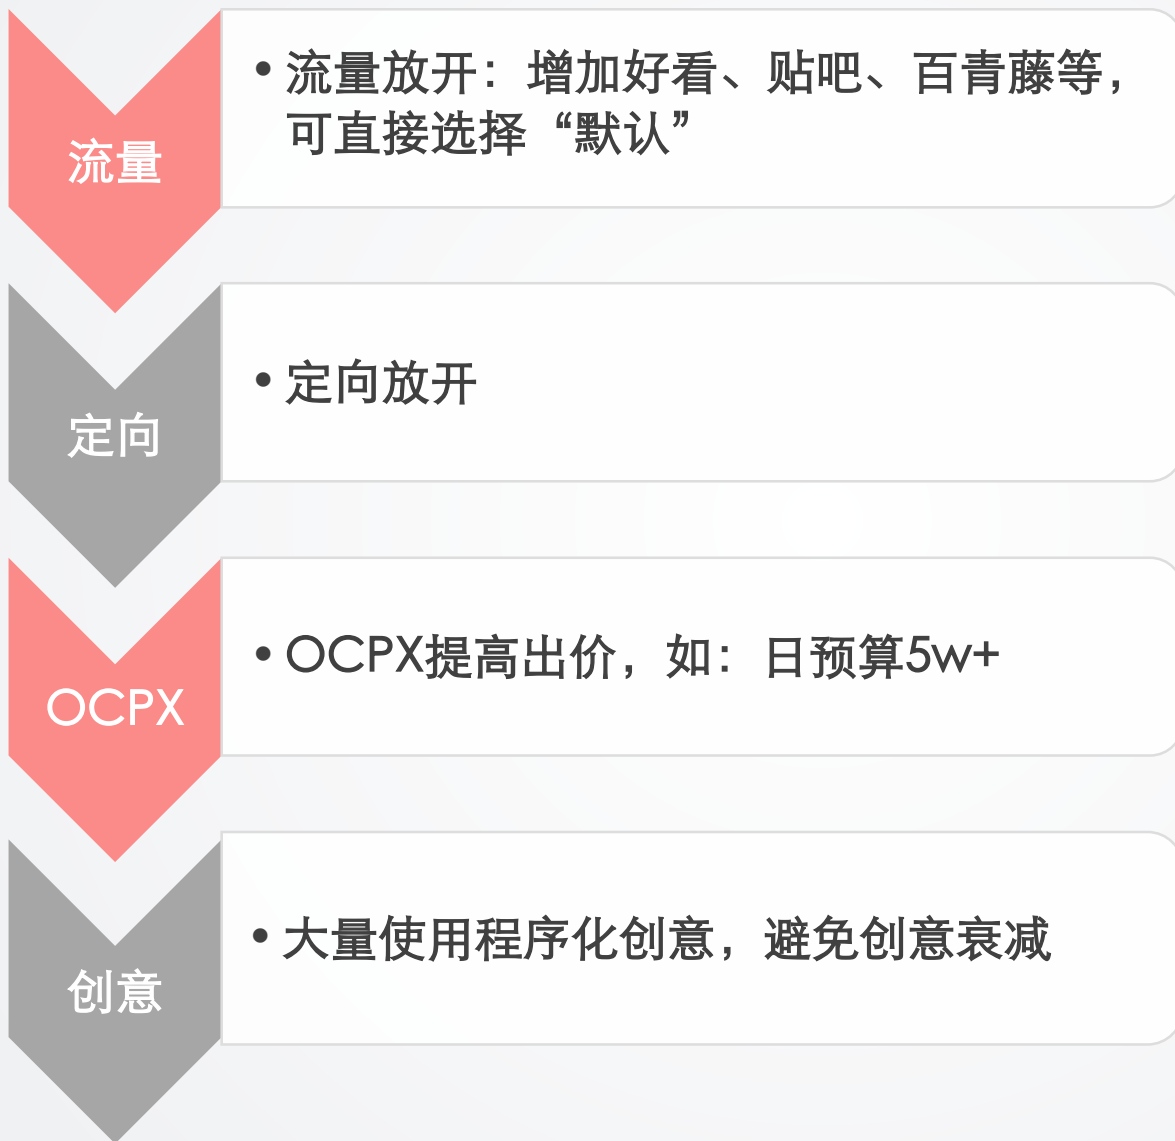 流量
• 流量放开：增加好看、贴吧、百青藤等，
可直接选择“默认”
定向
• 定向放开
OCPX
• OCPX提高出价，如：日预算5w+
创意
• 大量使用程序化创意，避免创意衰减